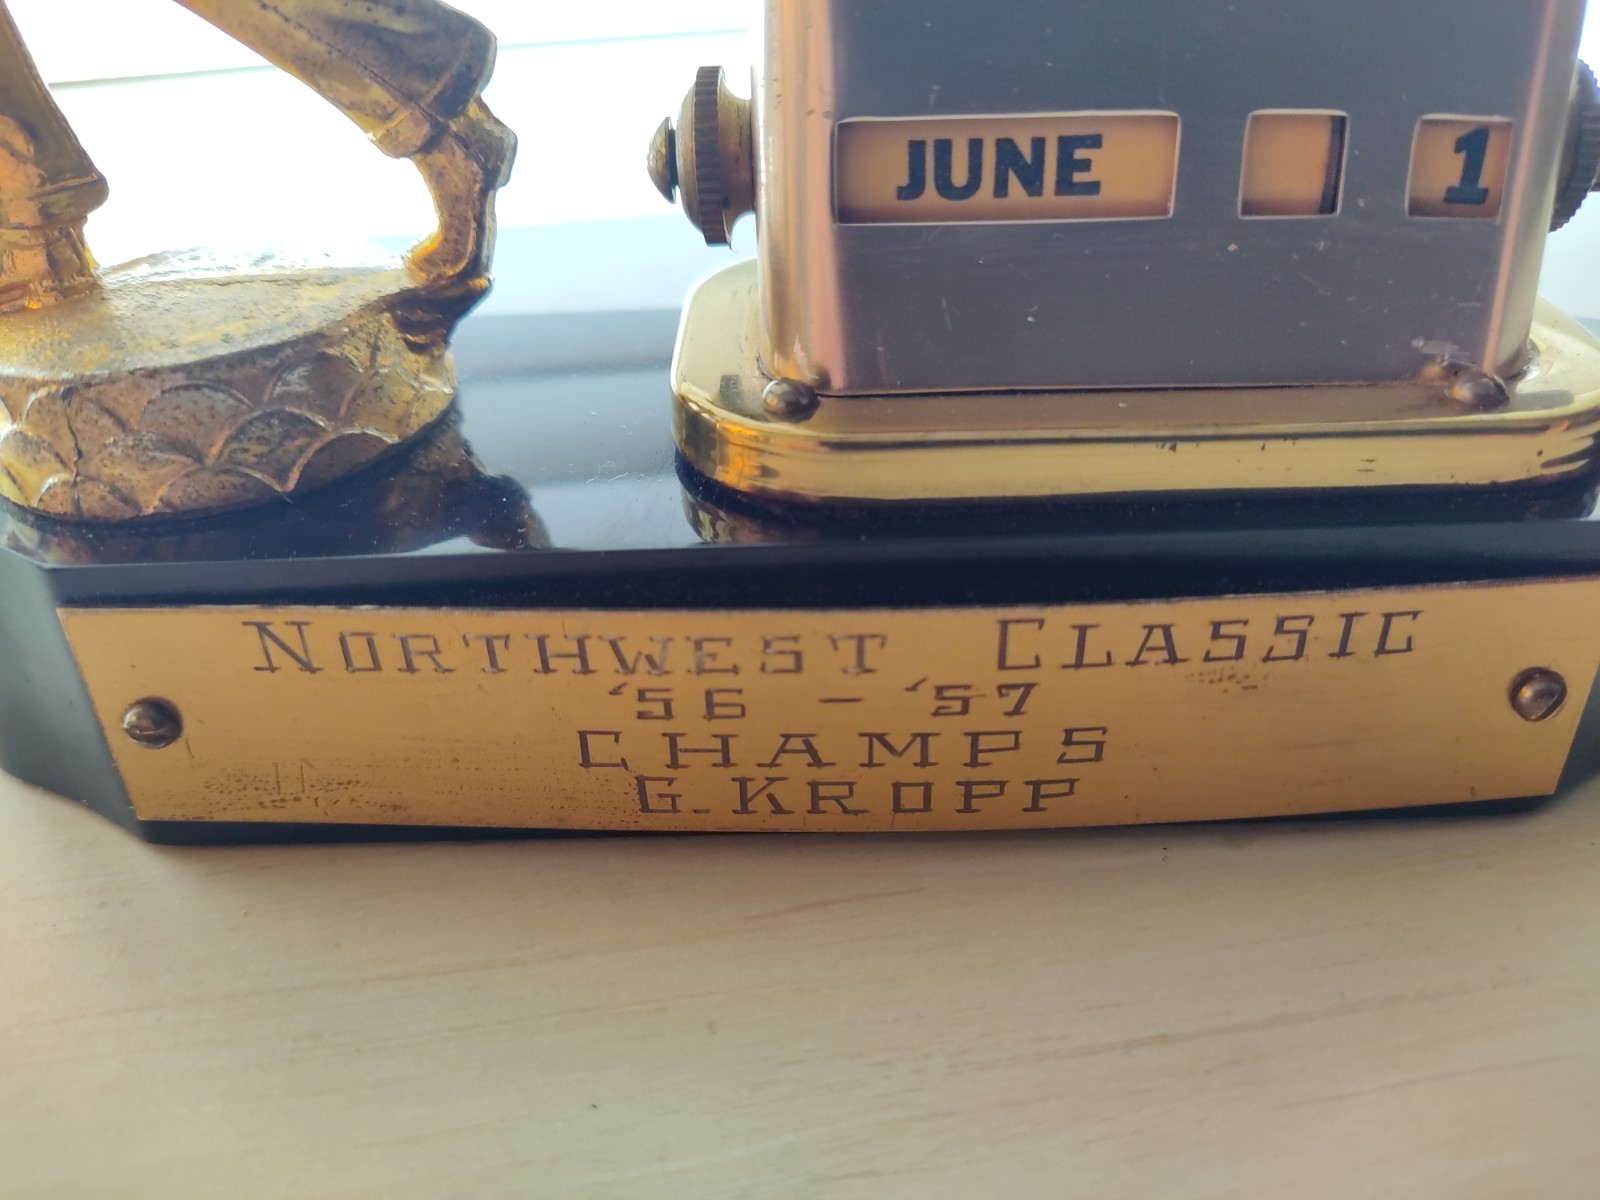 JUNE 1
NORTHWEST CLASSIC
'56 - '57
CHAMPS
G. KROPP